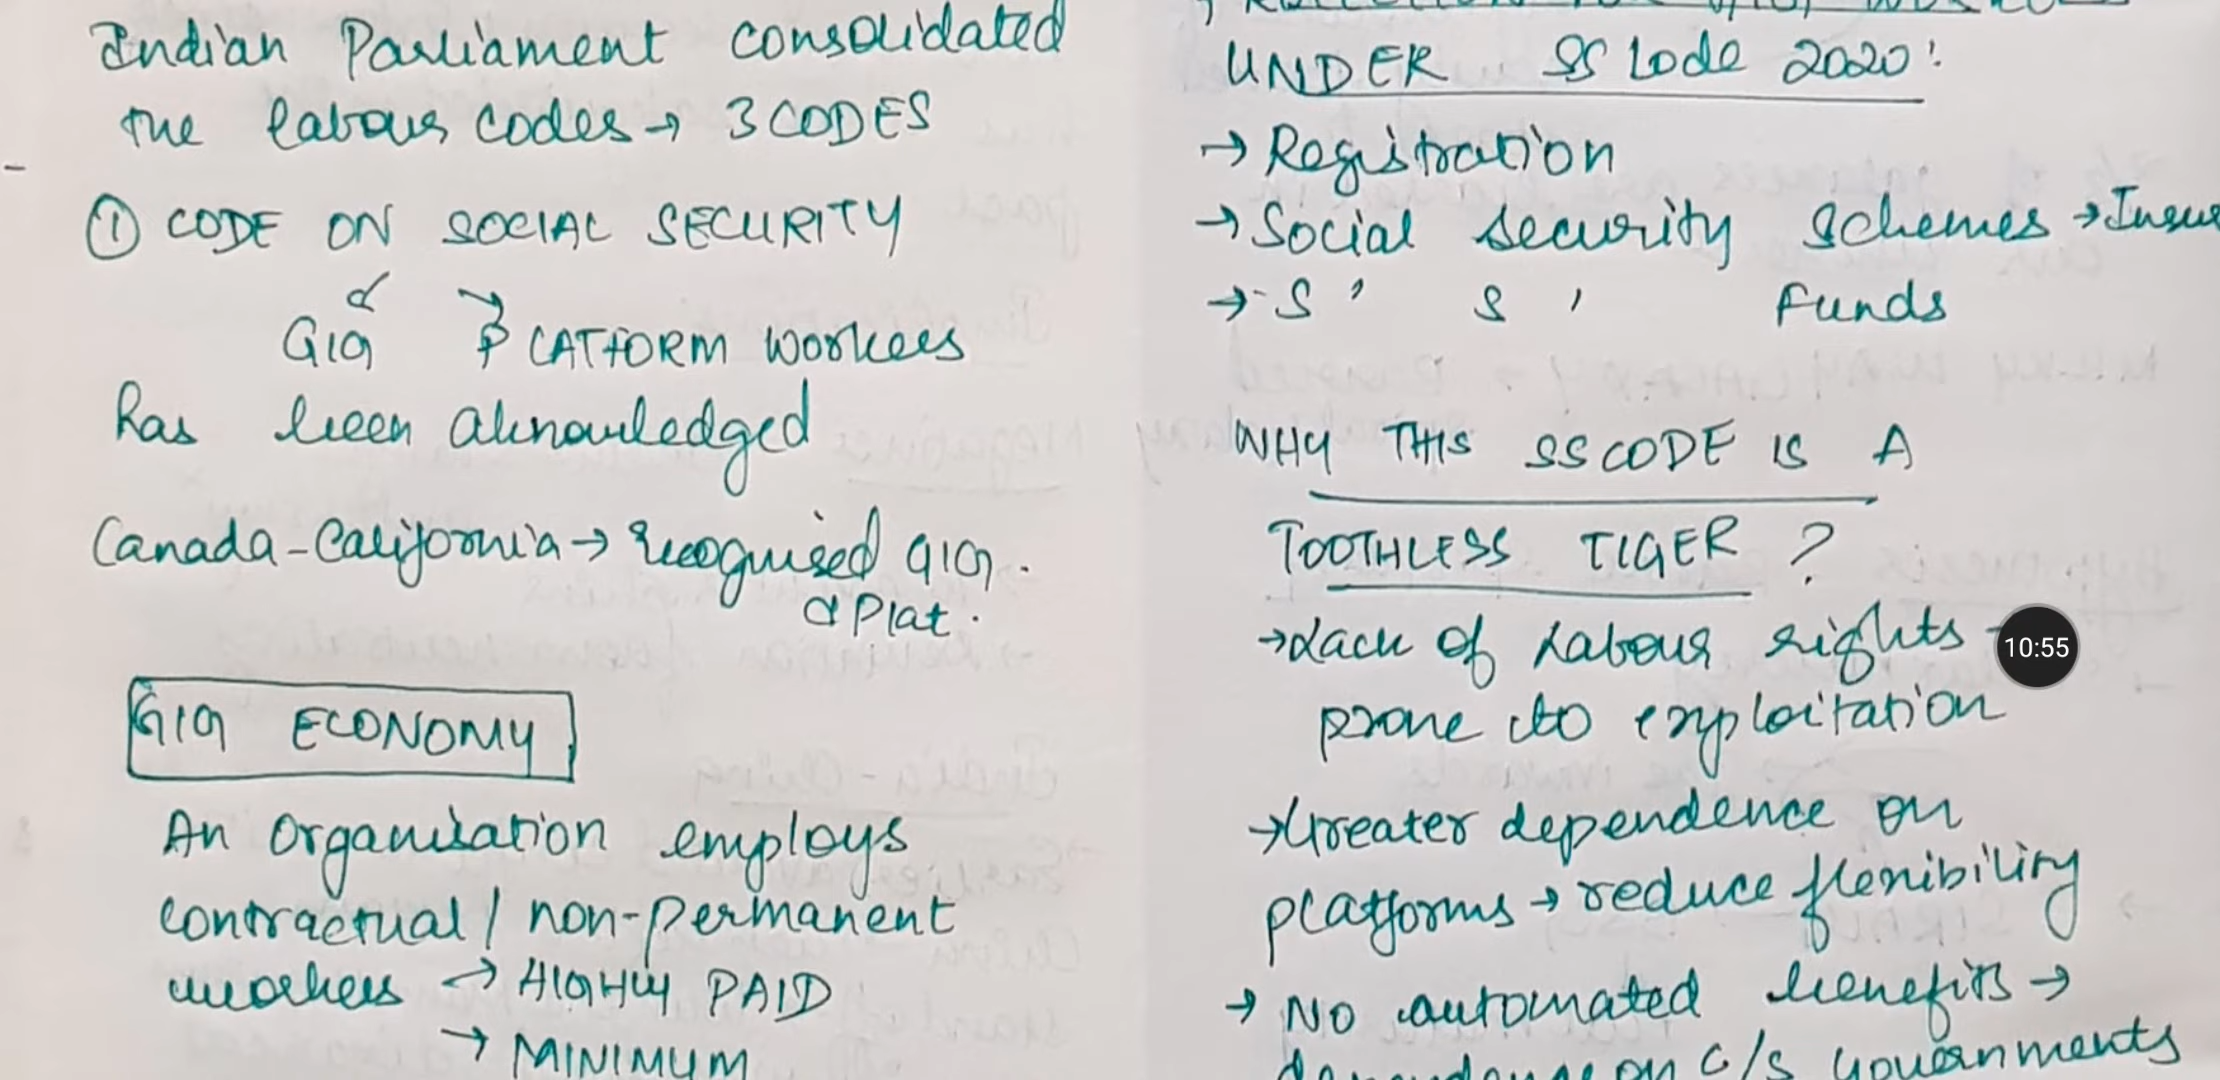 Indian Parliament consolidated
the labour codes → 3 CODES
① CODE ON SOCIAL SECURITY
GIG & PLATFORM workers
has been acknowledged
Canada-California → recognised GIG.
& Plat.
GIG ECONOMY
An organisation employs
contractual / non-permanent
workers → HIGHLY PAID
→ MINIMUM
UNDER SS Code 2020:
→ Registration
→ Social security schemes →
→ S' S' Funds
WHY THIS SS CODE IS A
TOOTHLESS TIGER ?
→ Lack of Labour rights
prone to exploitation
→ Greater dependence on
platforms → reduce flexibility
→ No automated benefits →
dependence on C/S Governments
10:55